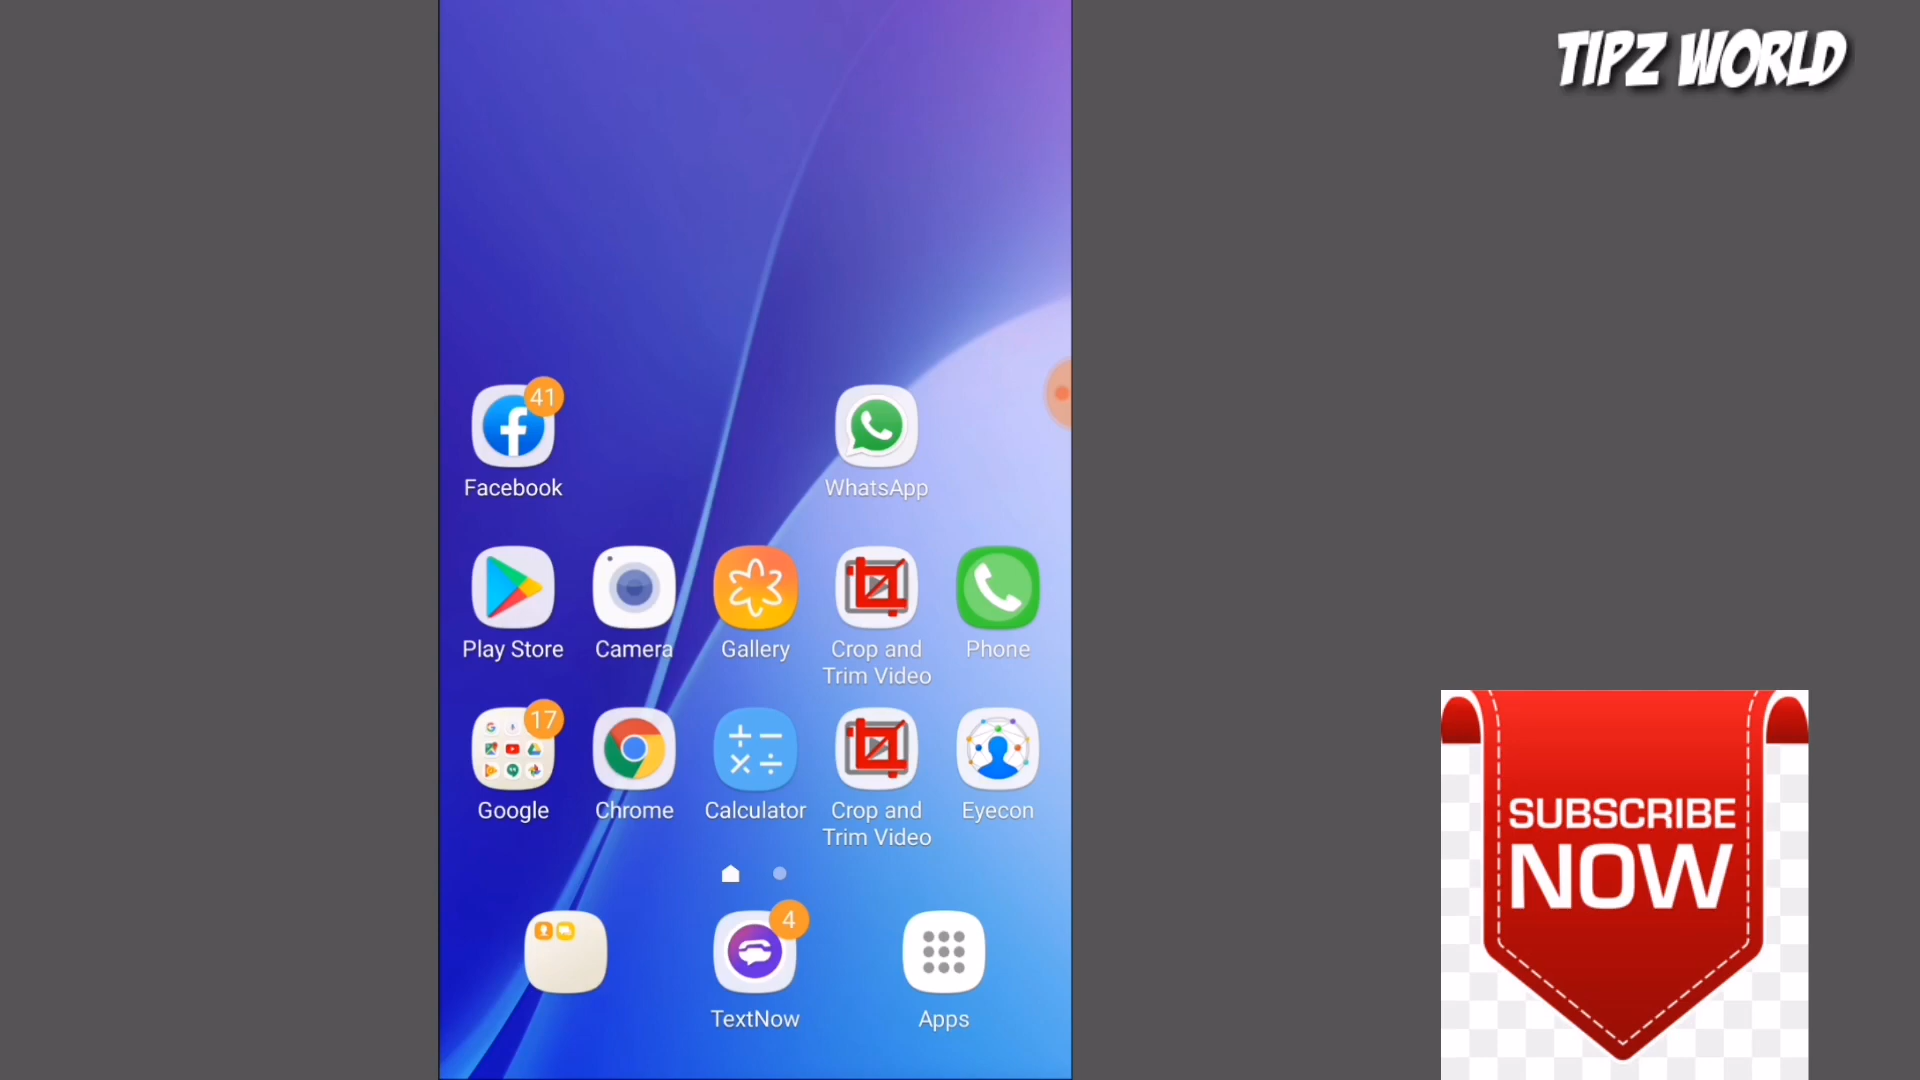 TIPZ WORLD
41
Facebook
WhatsApp
Play Store
Camera
Gallery
Crop and
Trim Video
Phone
17
Google
Chrome
Calculator
Crop and
Trim Video
Eyecon
4
TextNow
Apps
SUBSCRIBE
NOW